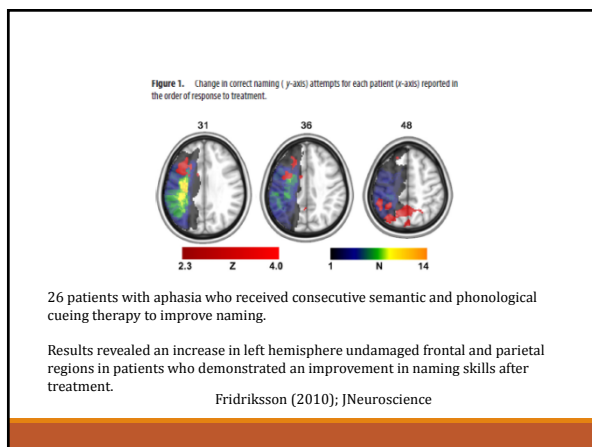 Figure 1. Change in correct naming ( y-axis) attempts for each patient (x-axis) reported in
the order of response to treatment.
31 36 48
2.3 Z 4.0 1 N 14
26 patients with aphasia who received consecutive semantic and phonological
cueing therapy to improve naming.
Results revealed an increase in left hemisphere undamaged frontal and parietal
regions in patients who demonstrated an improvement in naming skills after
treatment.
Fridriksson (2010); JNeuroscience